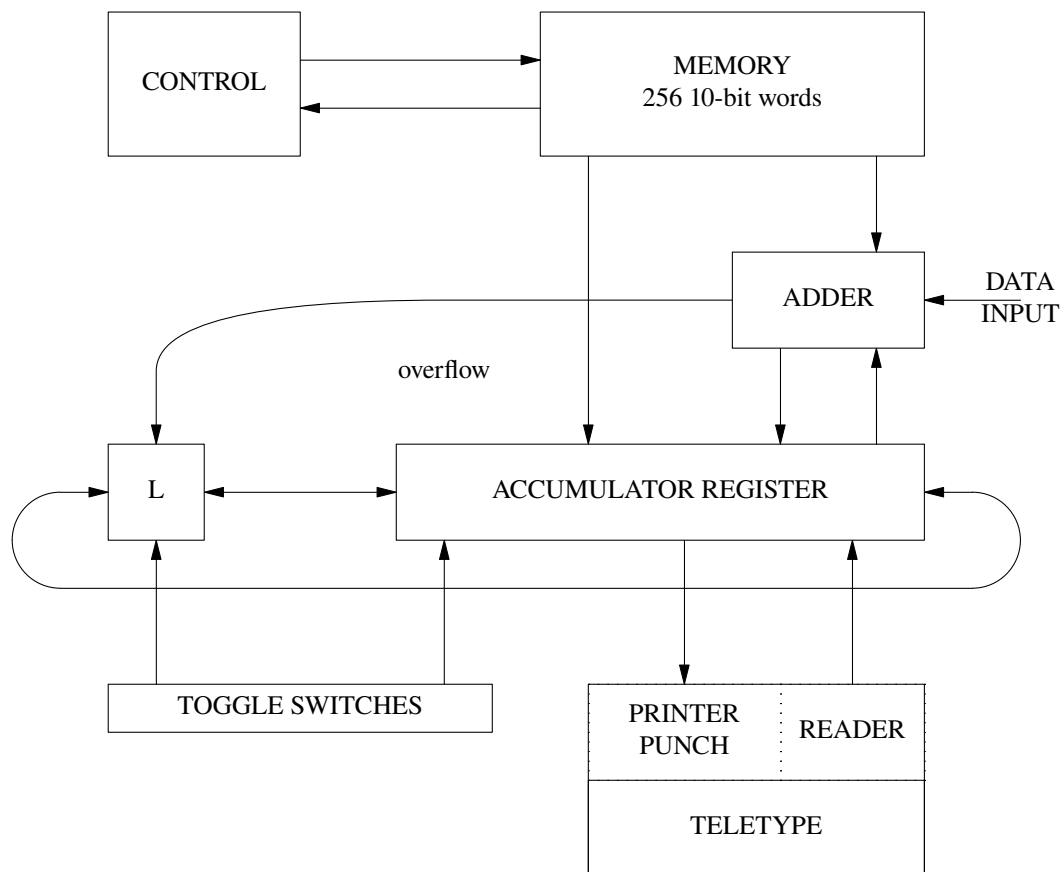 CONTROL
MEMORY
256 10-bit words
ADDER
DATA
INPUT
overflow
L
ACCUMULATOR REGISTER
TOGGLE SWITCHES
PRINTER
PUNCH
READER
TELETYPE